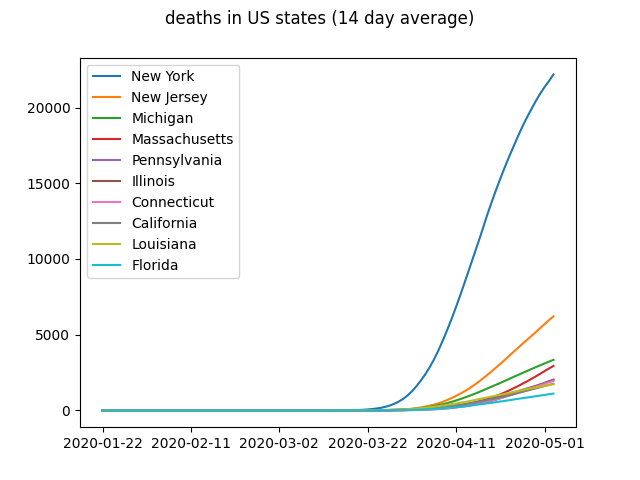 deaths in US states (14 day average)
New York
New Jersey
Michigan
Massachusetts
Pennsylvania
Illinois
Connecticut
California
Louisiana
Florida
20000
15000
10000
5000
0
2020-01-22 2020-02-11 2020-03-02 2020-03-22 2020-04-11 2020-05-01